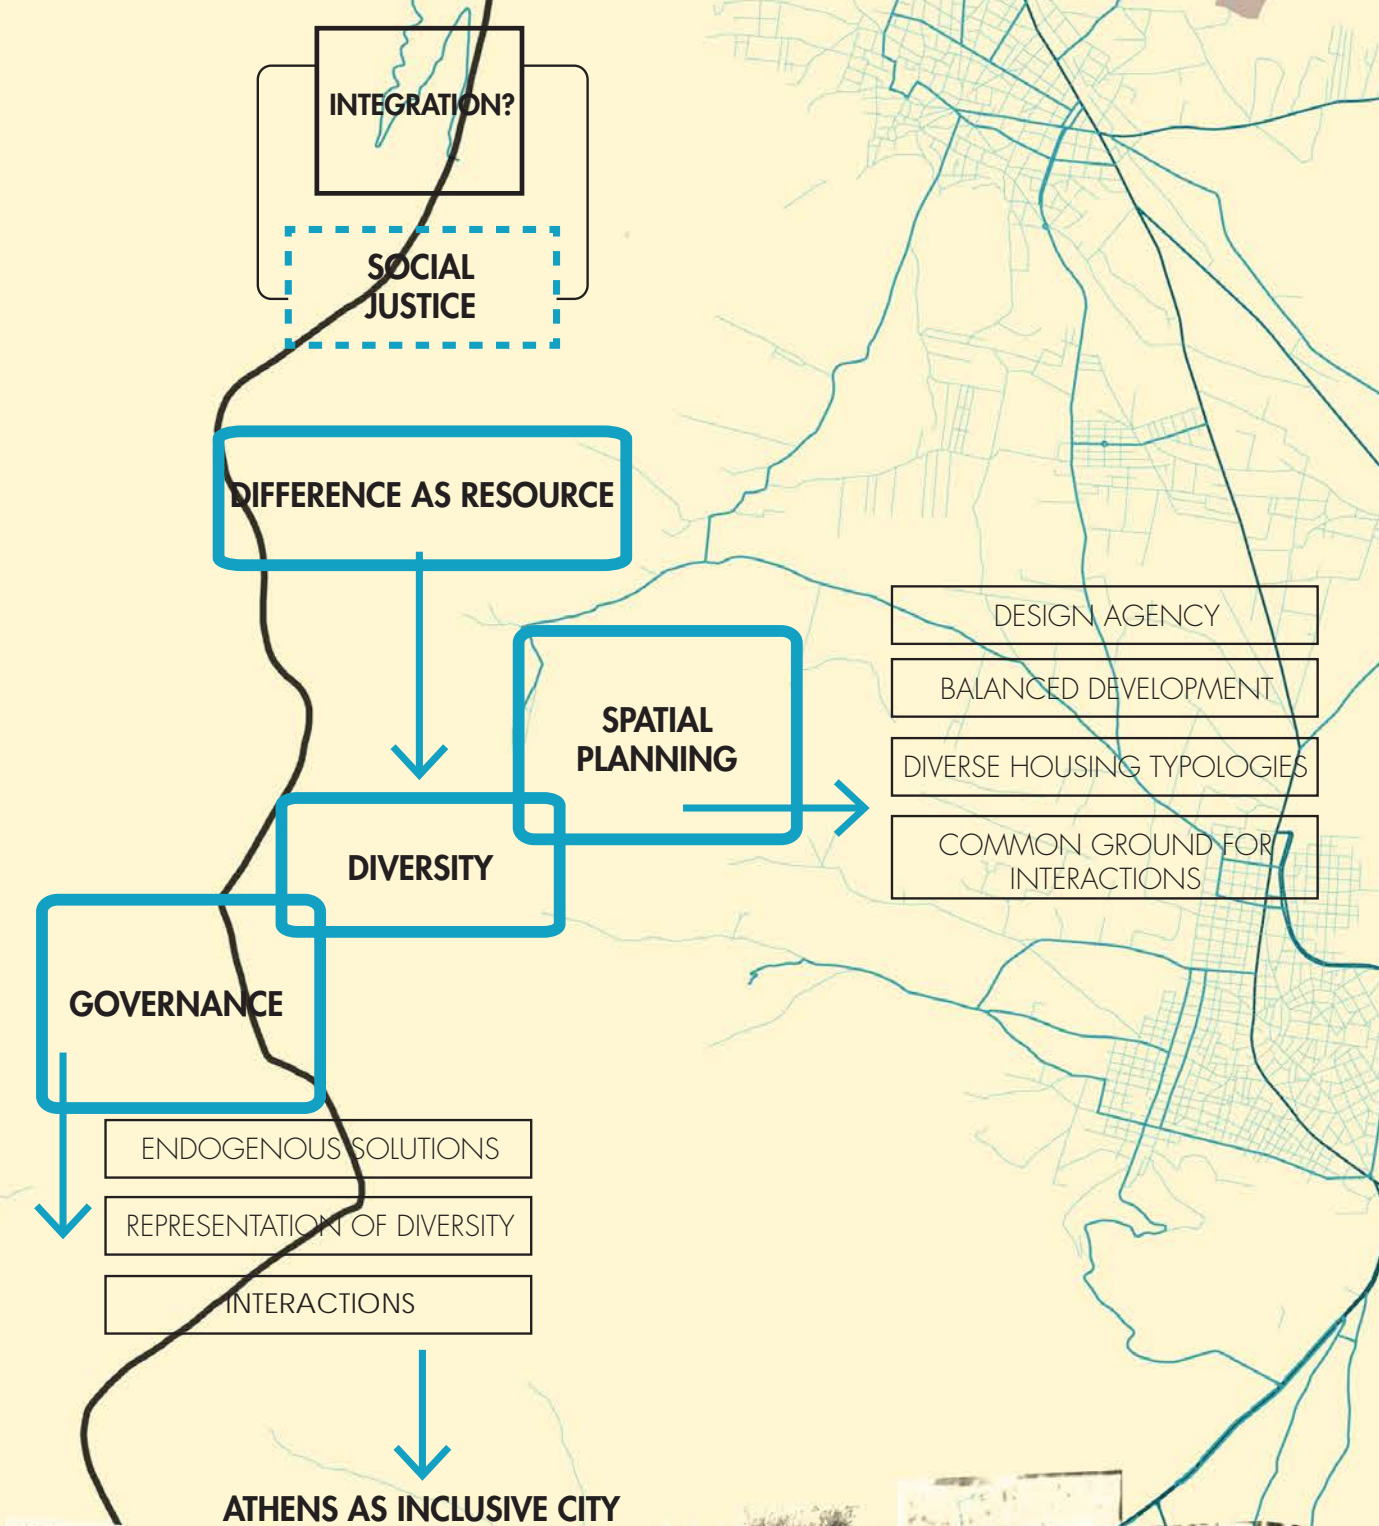 INTEGRATION?
SOCIAL
JUSTICE
DIFFERENCE AS RESOURCE
SPATIAL
PLANNING
DESIGN AGENCY
BALANCED DEVELOPMENT
DIVERSE HOUSING TYPOLOGIES
COMMON GROUND FOR
INTERACTIONS
DIVERSITY
GOVERNANCE
ENDOGENOUS SOLUTIONS
REPRESENTATION OF DIVERSITY
INTERACTIONS
ATHENS AS INCLUSIVE CITY